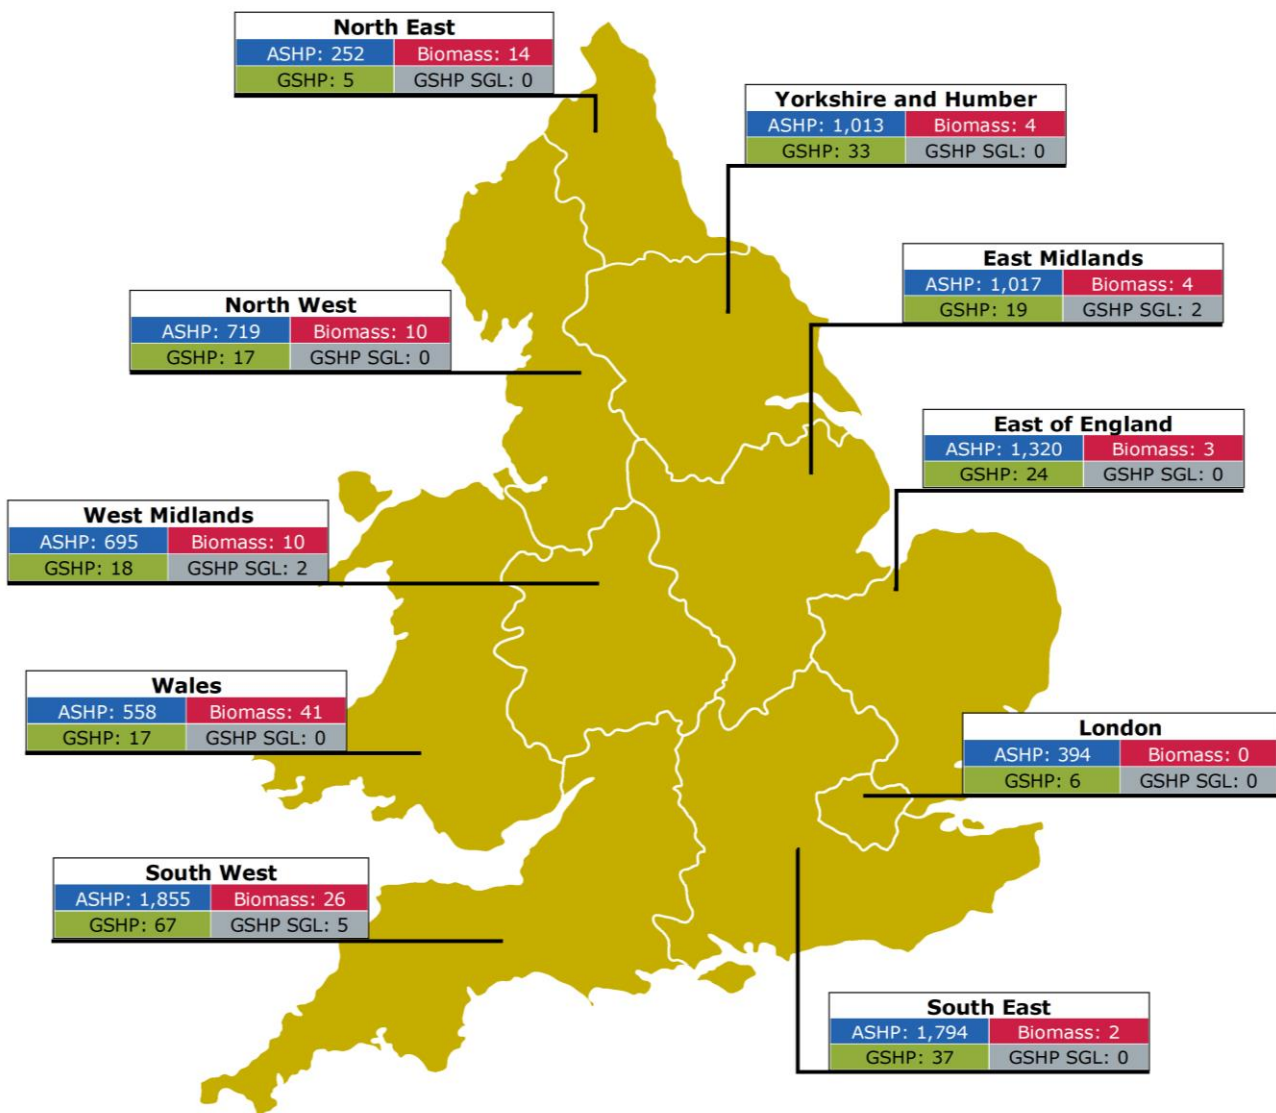 North East
ASHP: 252 Biomass: 14
GSHP: 5 GSHP SGL: 0
Yorkshire and Humber
ASHP: 1,013 Biomass: 4
GSHP: 33 GSHP SGL: 0
East Midlands
ASHP: 1,017 Biomass: 4
GSHP: 19 GSHP SGL: 2
North West
ASHP: 719 Biomass: 10
GSHP: 17 GSHP SGL: 0
East of England
ASHP: 1,320 Biomass: 3
GSHP: 24 GSHP SGL: 0
West Midlands
ASHP: 695 Biomass: 10
GSHP: 18 GSHP SGL: 2
Wales
ASHP: 558 Biomass: 41
GSHP: 17 GSHP SGL: 0
London
ASHP: 394 Biomass: 0
GSHP: 6 GSHP SGL: 0
South West
ASHP: 1,855 Biomass: 26
GSHP: 67 GSHP SGL: 5
South East
ASHP: 1,794 Biomass: 2
GSHP: 37 GSHP SGL: 0